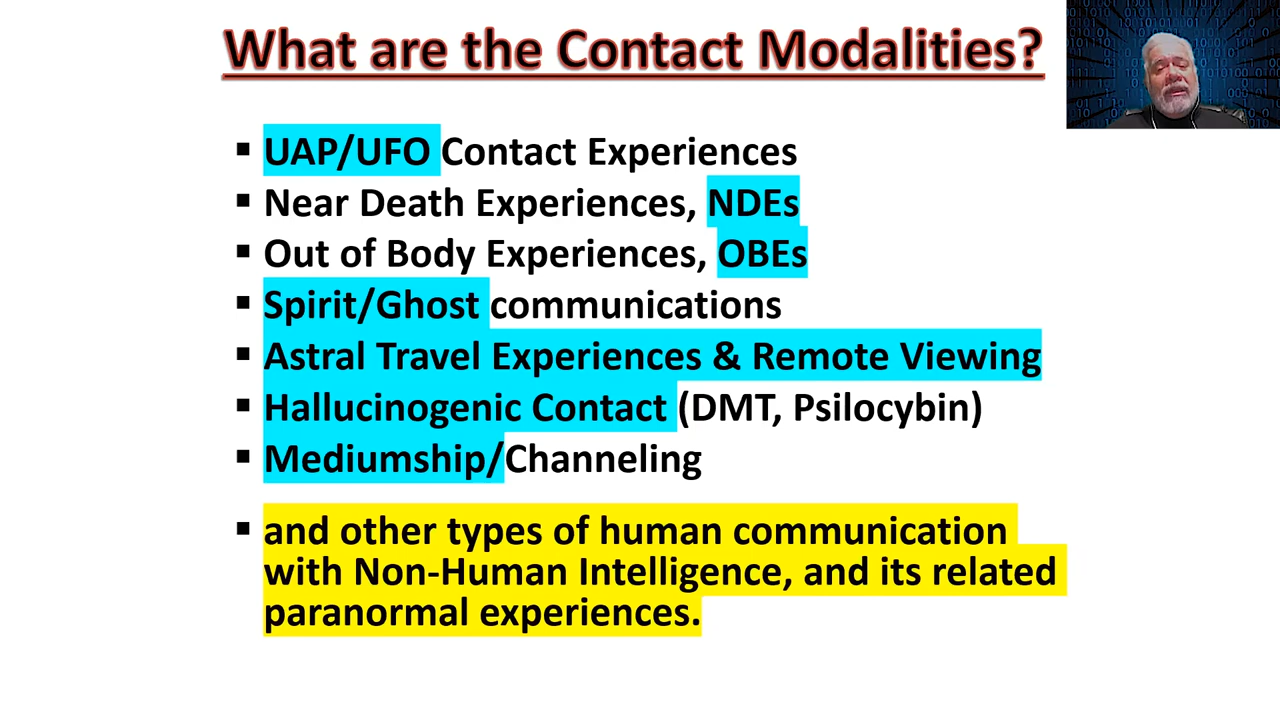 What are the Contact Modalities?
▪ UAP/UFO Contact Experiences
▪ Near Death Experiences, NDEs
▪ Out of Body Experiences, OBEs
▪ Spirit/Ghost communications
▪ Astral Travel Experiences & Remote Viewing
▪ Hallucinogenic Contact (DMT, Psilocybin)
▪ Mediumship/Channeling
▪ and other types of human communication
with Non-Human Intelligence, and its related
paranormal experiences.